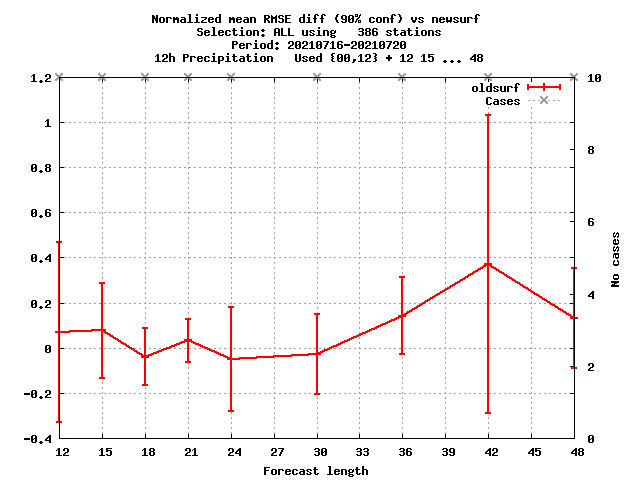 Normalized mean RMSE diff (90% conf) vs newsurf
Selection: ALL using   386 stations
Period: 20210716-20210720
12h Precipitation   Used {00,12} + 12 15 ... 48
oldsurf
Cases
1.2
1
0.8
0.6
0.4
0.2
0
-0.2
-0.4
10
8
6
4
2
0
No cases
12 15 18 21 24 27 30 33 36 39 42 45 48
Forecast length